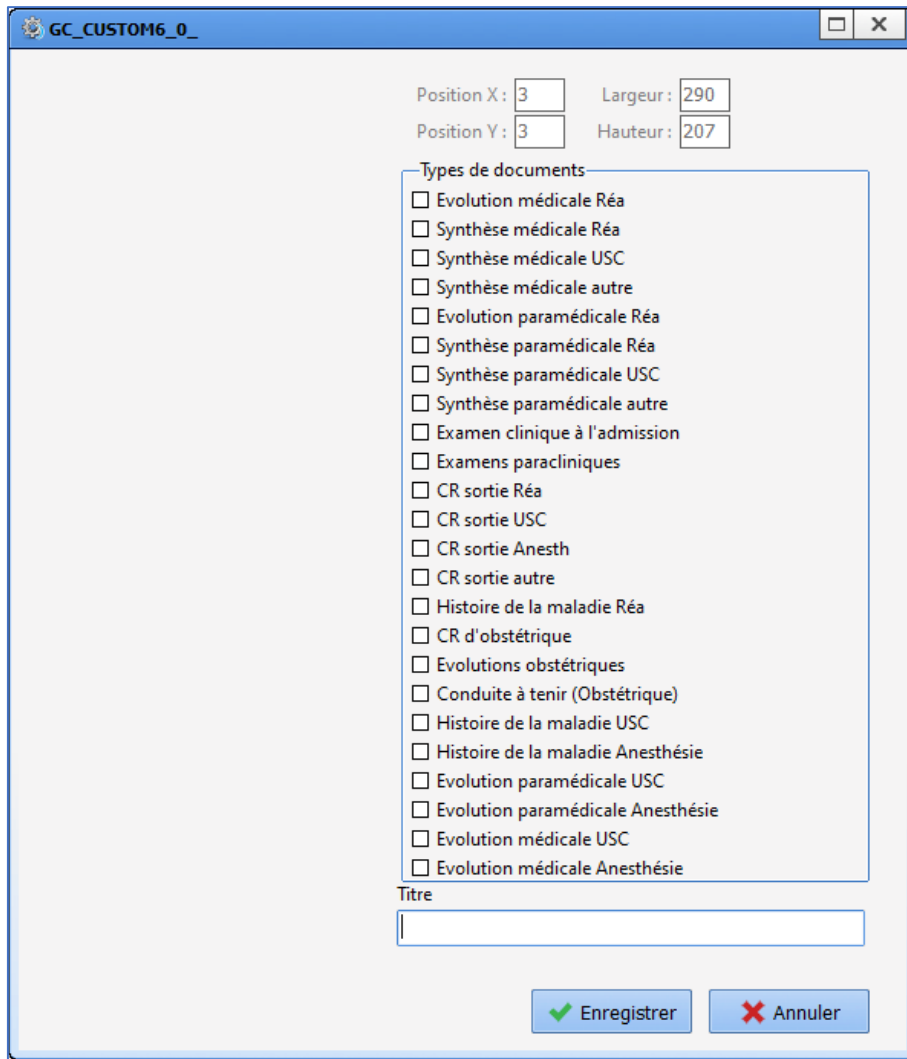 GC_CUSTOM6_0_
Position X : 3 Largeur : 290
Position Y : 3 Hauteur : 207
Types de documents
Evolution médicale Réa
Synthèse médicale Réa
Synthèse médicale USC
Synthèse médicale autre
Evolution paramédicale Réa
Synthèse paramédicale Réa
Synthèse paramédicale USC
Synthèse paramédicale autre
Examen clinique à l'admission
Examens paracliniques
CR sortie Réa
CR sortie USC
CR sortie Anesth
CR sortie autre
Histoire de la maladie Réa
CR d'obstétrique
Evolutions obstétriques
Conduite à tenir (Obstétrique)
Histoire de la maladie USC
Histoire de la maladie Anesthésie
Evolution paramédicale USC
Evolution paramédicale Anesthésie
Evolution médicale USC
Evolution médicale Anesthésie
Titre
Enregistrer Annuler